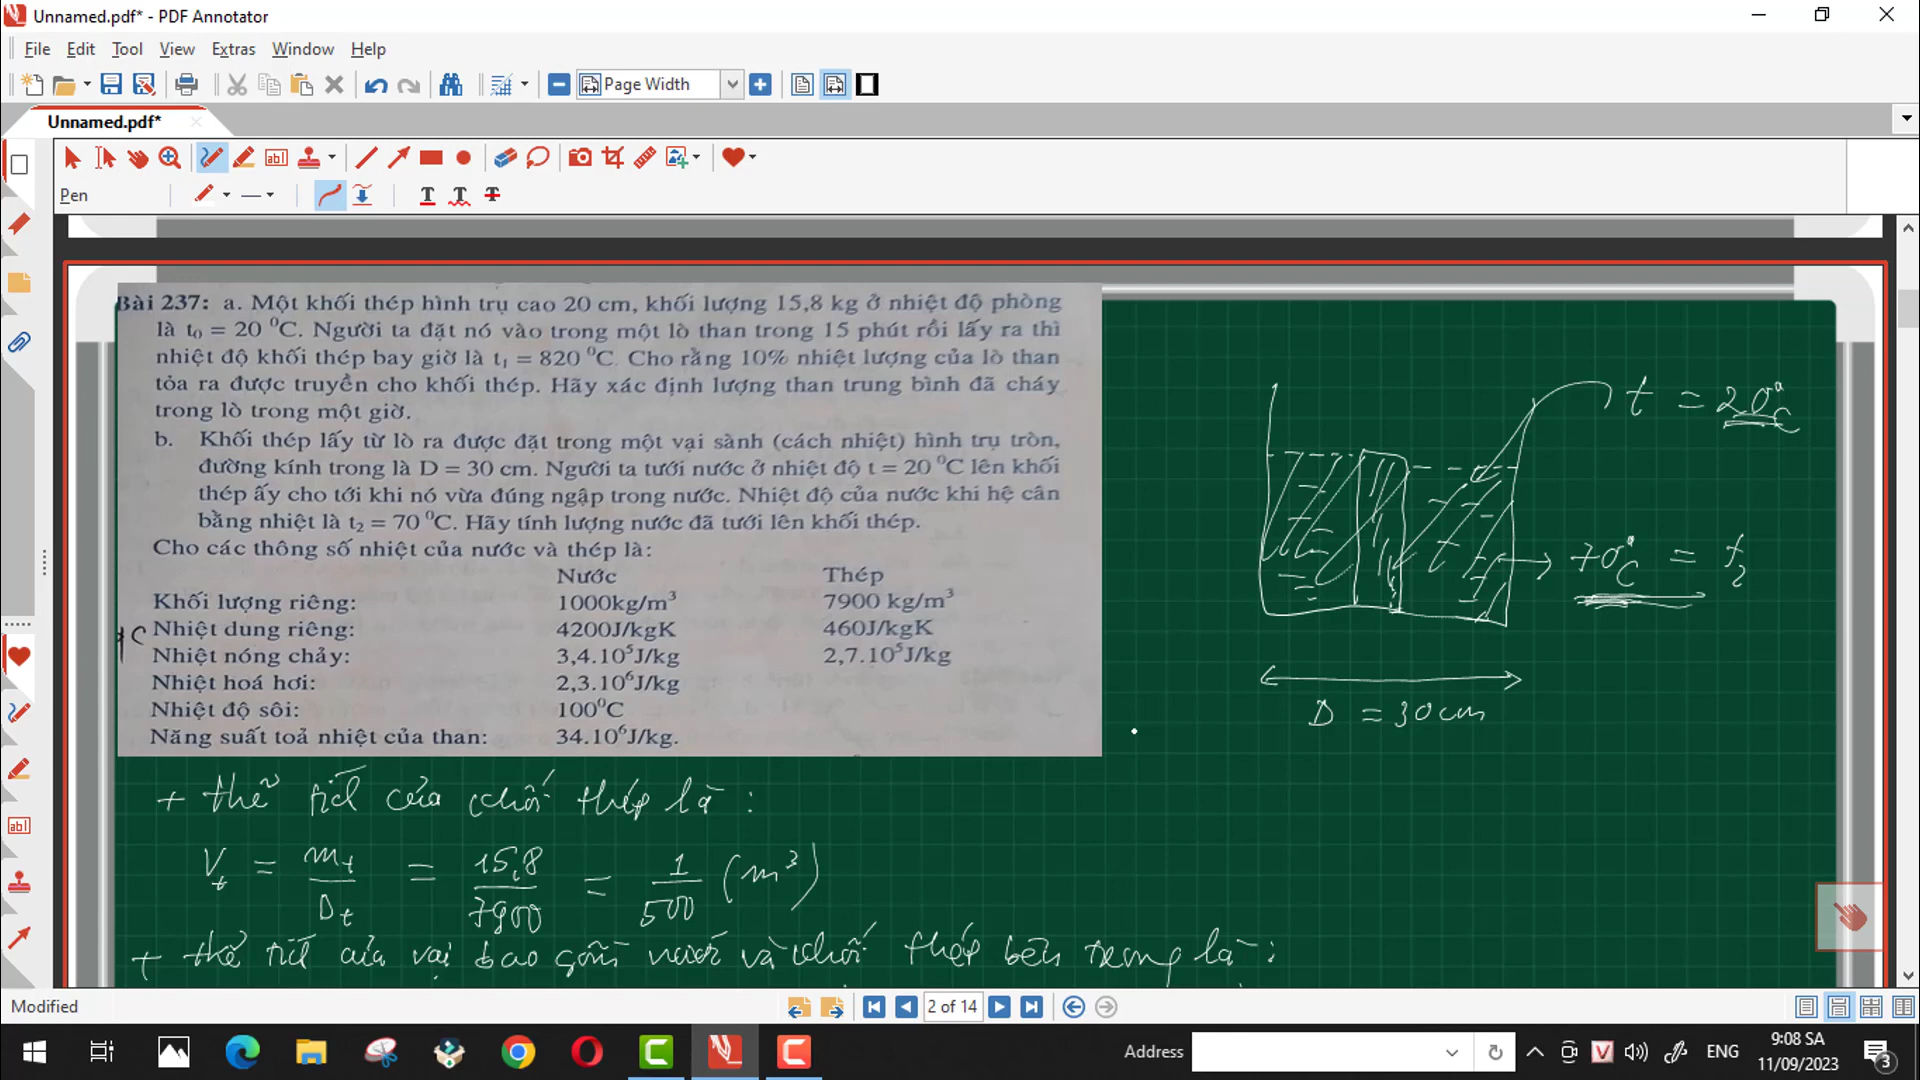 Unnamed.pdf* - PDF Annotator
File Edit Tool View Extras Window Help
Page Width
Unnamed.pdf*
Pen
Bài 237: a. Một khối thép hình trụ cao 20 cm, khối lượng 15,8 kg ở nhiệt độ phòng
là t₀ = 20 ⁰C. Người ta đặt nó vào trong một lò than trong 15 phút rồi lấy ra thì
nhiệt độ khối thép bay giờ là t₁ = 820 ⁰C. Cho rằng 10% nhiệt lượng của lò than
tỏa ra được truyền cho khối thép. Hãy xác định lượng than trung bình đã cháy
trong lò trong một giờ.
b. Khối thép lấy từ lò ra được đặt trong một vại sành (cách nhiệt) hình trụ tròn,
đường kính trong là D = 30 cm. Người ta tưới nước ở nhiệt độ t = 20 ⁰C lên khối
thép ấy cho tới khi nó vừa đúng ngập trong nước. Nhiệt độ của nước khi hệ cân
bằng nhiệt là t₂ = 70 ⁰C. Hãy tính lượng nước đã tưới lên khối thép.
Cho các thông số nhiệt của nước và thép là:
Nước Thép
Khối lượng riêng: 1000kg/m³ 7900 kg/m³
Nhiệt dung riêng: 4200J/kgK 460J/kgK
Nhiệt nóng chảy: 3,4.10⁵J/kg 2,7.10⁵J/kg
Nhiệt hoá hơi: 2,3.10⁶J/kg
Nhiệt độ sôi: 100⁰C
Năng suất toả nhiệt của than: 34.10⁶J/kg.
t = 20⁰C
70⁰C = t₂
D = 30cm
+ thể tích của khối thép là :
Vt = mt/Dt = 15,8/7900 = 1/500 (m³)
+ thể tích của vại bao gồm nước và khối thép bên trong là :
Modified
2 of 14
Address
ENG
9:08 SA
11/09/2023
3